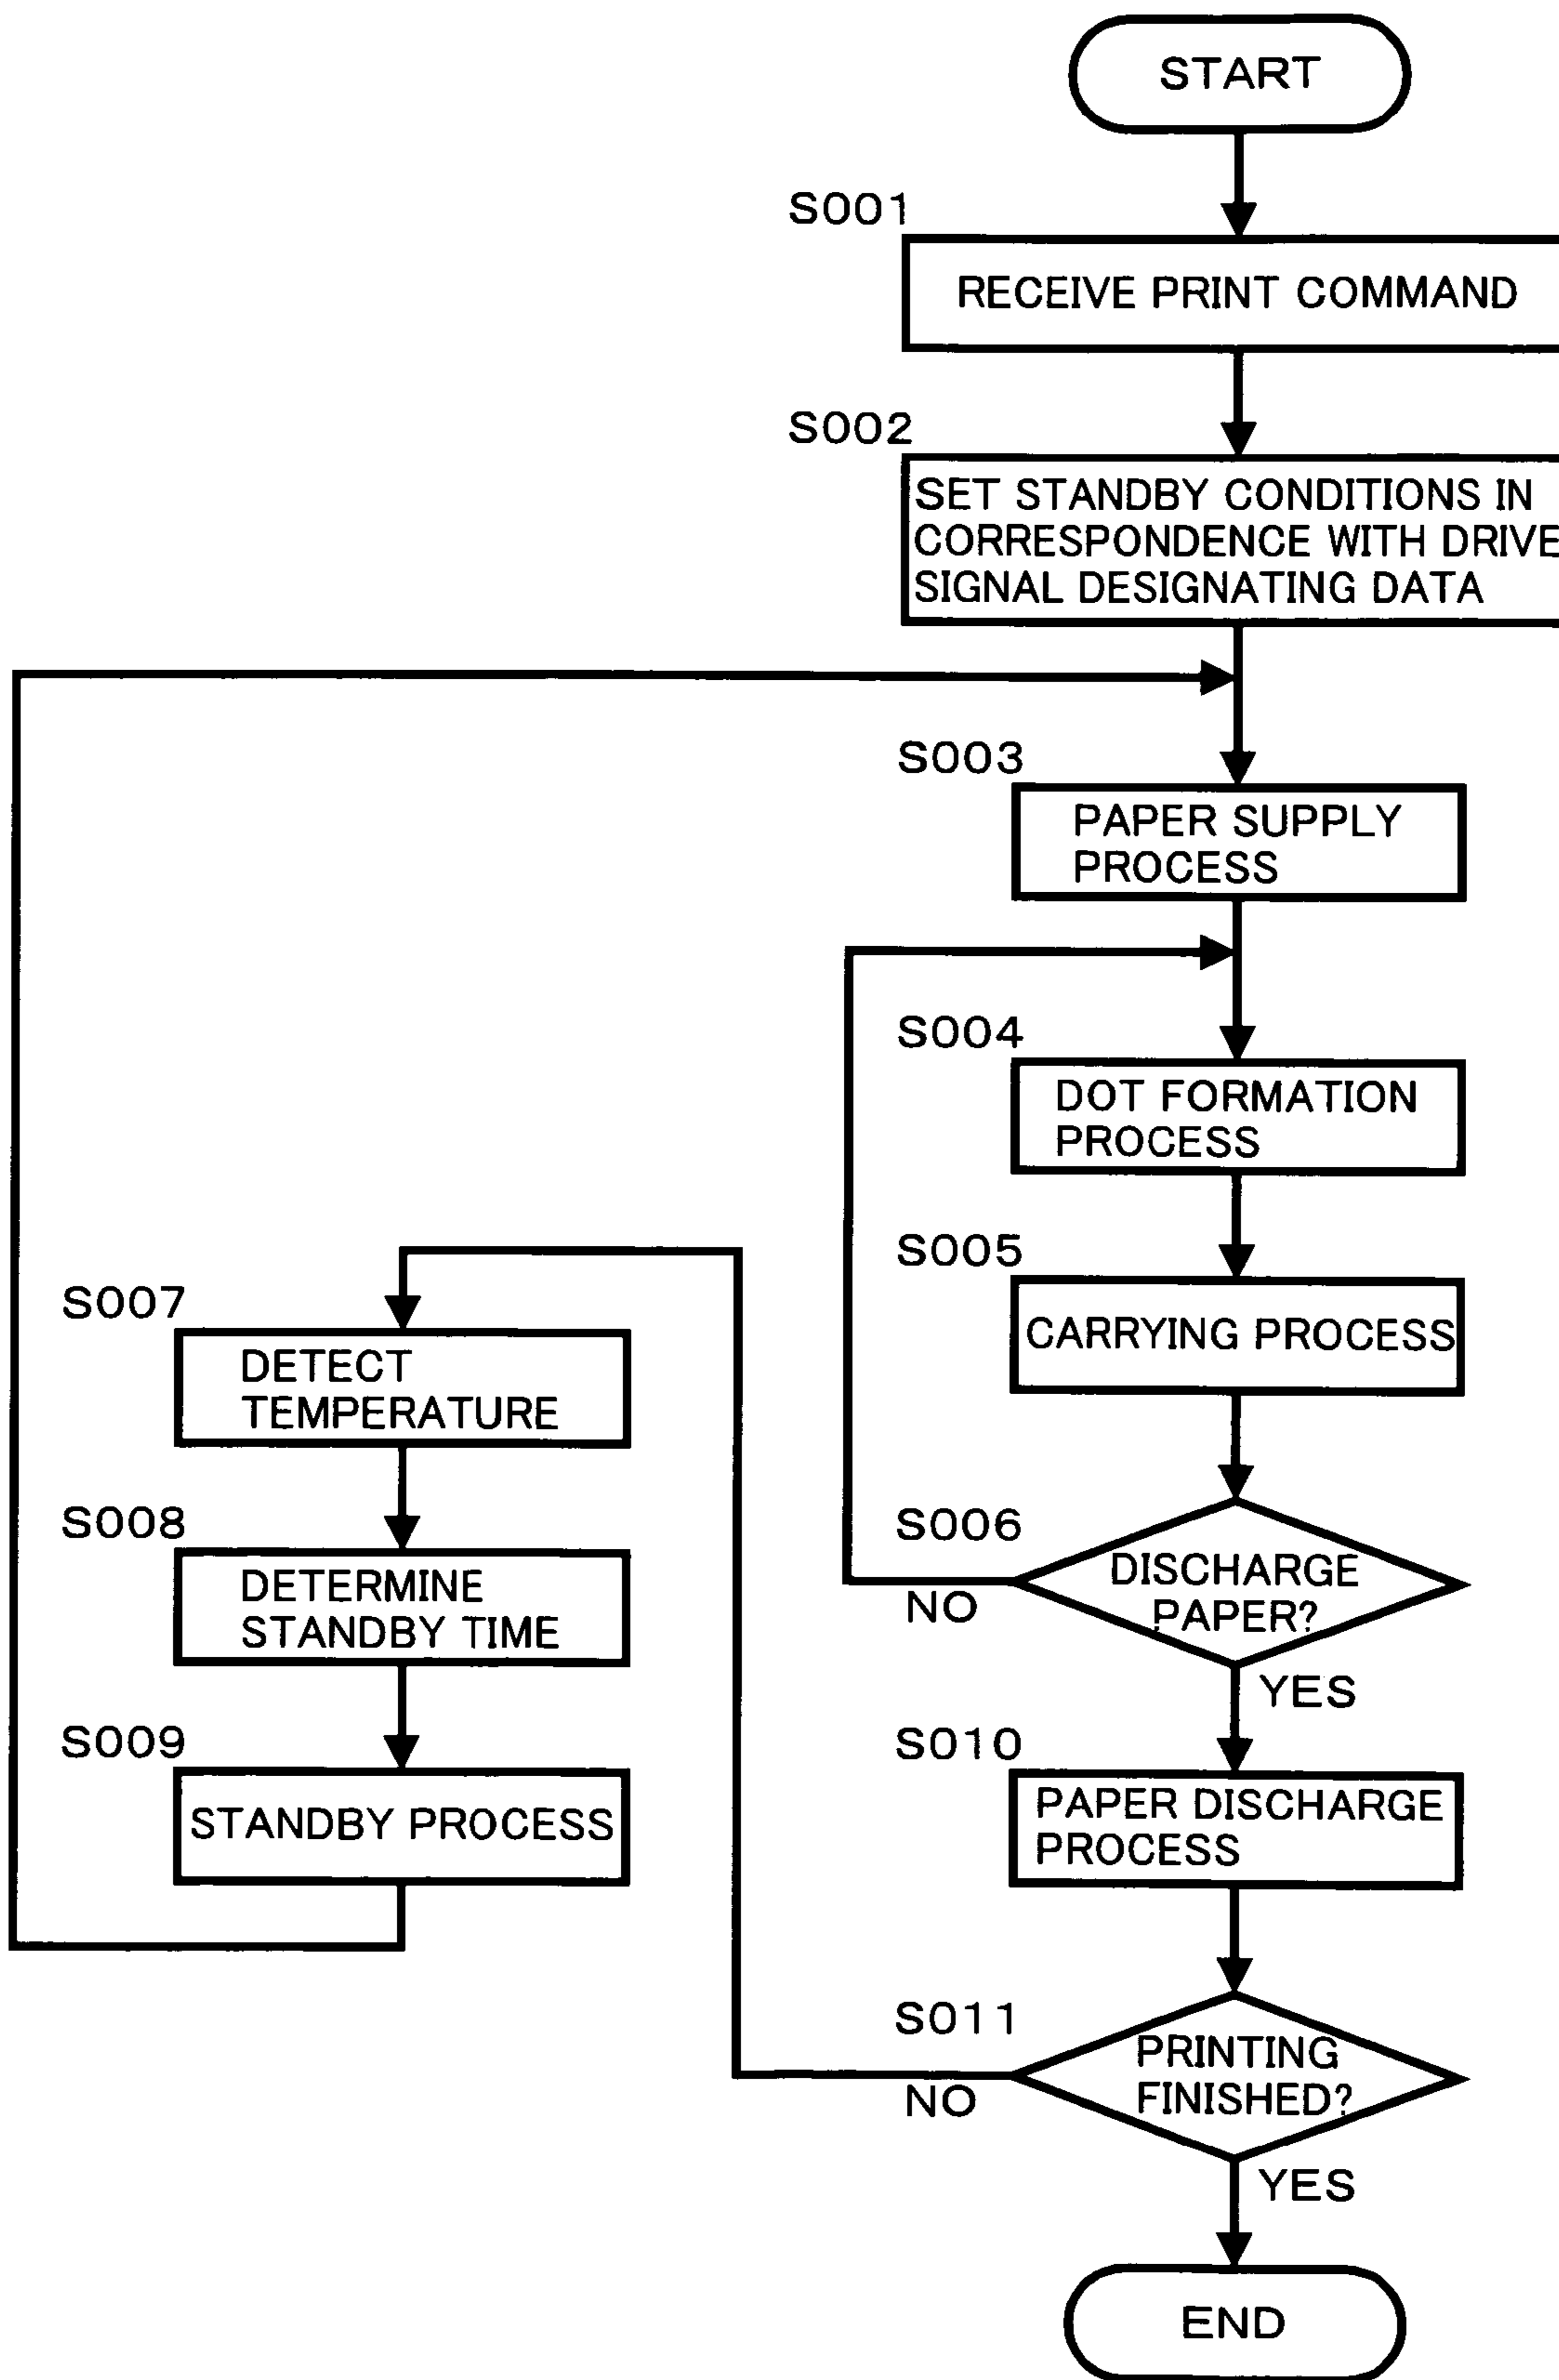 START
S001
RECEIVE PRINT COMMAND
S002
SET STANDBY CONDITIONS IN
CORRESPONDENCE WITH DRIVE
SIGNAL DESIGNATING DATA
S003
PAPER SUPPLY
PROCESS
S004
DOT FORMATION
PROCESS
S005
CARRYING PROCESS
S006
DISCHARGE
PAPER?
NO
YES
S007
DETECT
TEMPERATURE
S008
DETERMINE
STANDBY TIME
S009
STANDBY PROCESS
S010
PAPER DISCHARGE
PROCESS
S011
PRINTING
FINISHED?
NO
YES
END